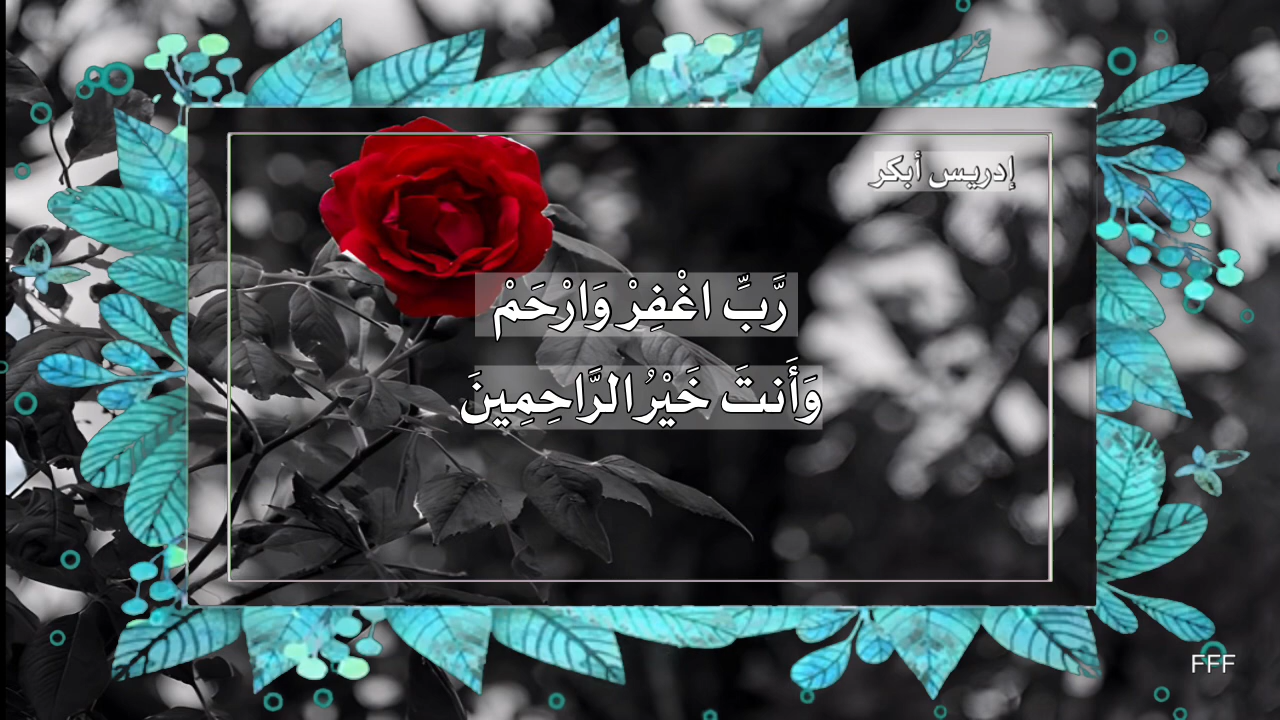 إدريس أبكر
رَّبِّ اغْفِرْ وَارْحَمْ
وَأَنتَ خَيْرُ الرَّاحِمِينَ
FFF